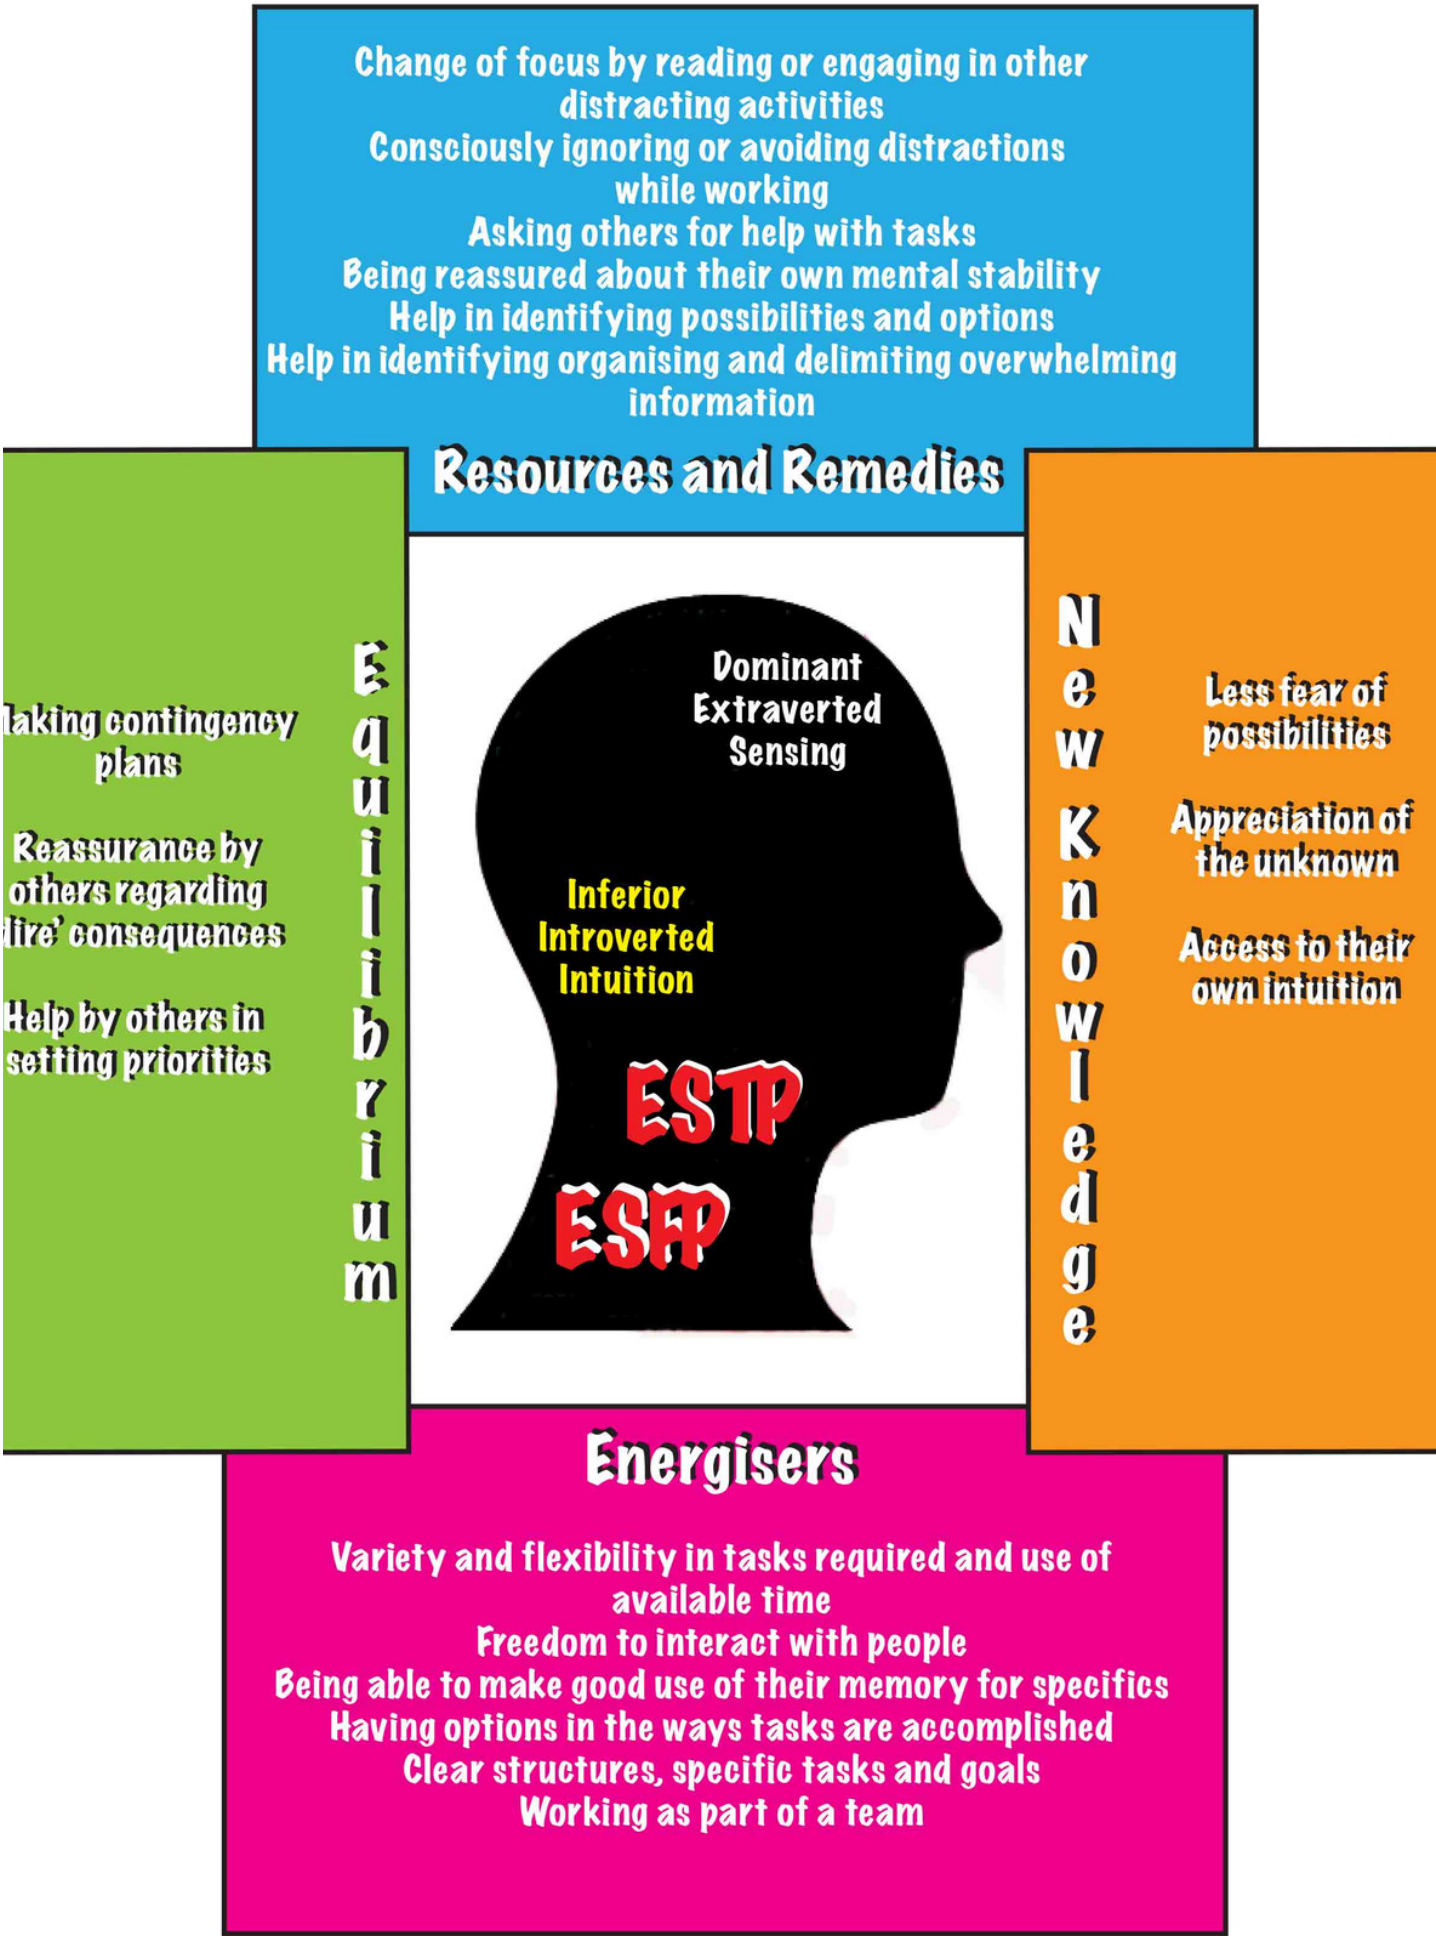 Change of focus by reading or engaging in other
distracting activities
Consciously ignoring or avoiding distractions
while working
Asking others for help with tasks
Being reassured about their own mental stability
Help in identifying possibilities and options
Help in identifying organising and delimiting overwhelming
information
Resources and Remedies
Equilibrium
laking contingency
plans
Reassurance by
others regarding
dire' consequences
Help by others in
setting priorities
Dominant
Extraverted
Sensing
Inferior
Introverted
Intuition
ESTP
ESFP
New Knowledge
Less fear of
possibilities
Appreciation of
the unknown
Access to their
own intuition
Energisers
Variety and flexibility in tasks required and use of
available time
Freedom to interact with people
Being able to make good use of their memory for specifics
Having options in the ways tasks are accomplished
Clear structures, specific tasks and goals
Working as part of a team